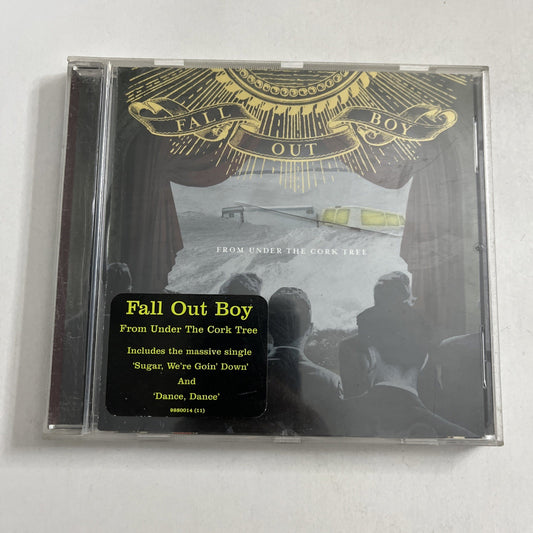 FALL OUT BOY
FROM UNDER THE CORK TREE
Fall Out Boy
From Under The Cork Tree
Includes the massive single
'Sugar, We're Goin' Down'
And
'Dance, Dance'
9880014 (11)